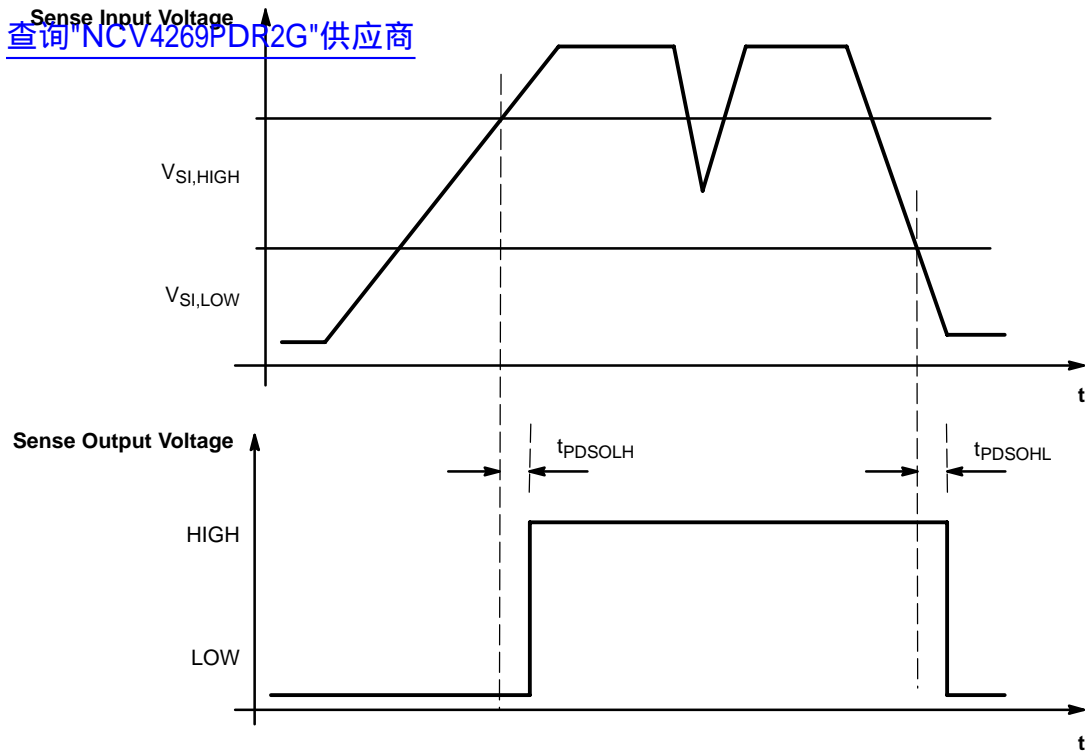 Sense Input Voltage
查询"NCV4269PDR2G"供应商
VSI,HIGH
VSI,LOW
t
Sense Output Voltage
tPDSOLH
tPDSOHL
HIGH
LOW
t